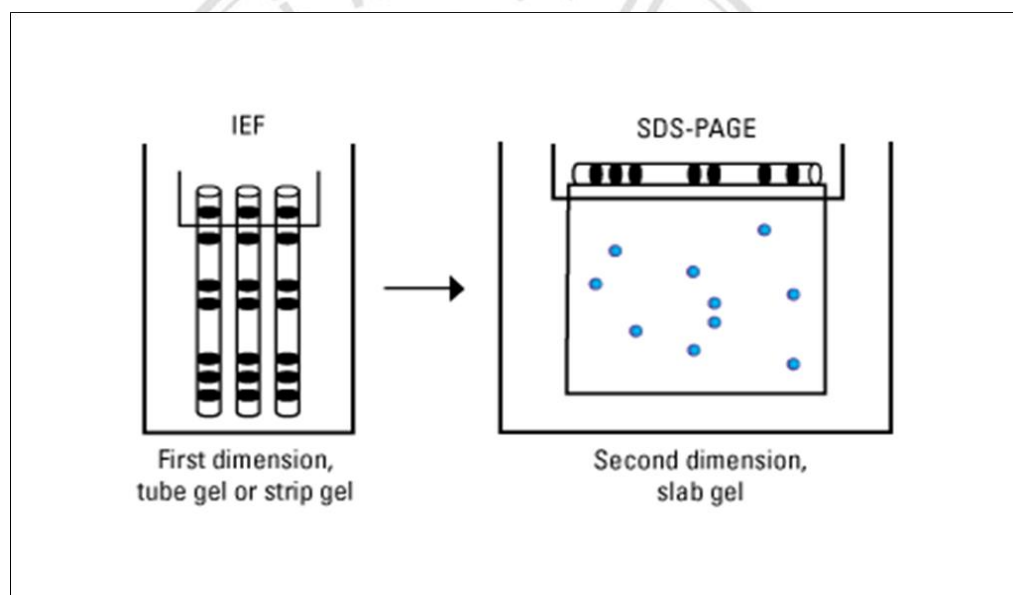 IEF
SDS-PAGE
First dimension,
tube gel or strip gel
Second dimension,
slab gel